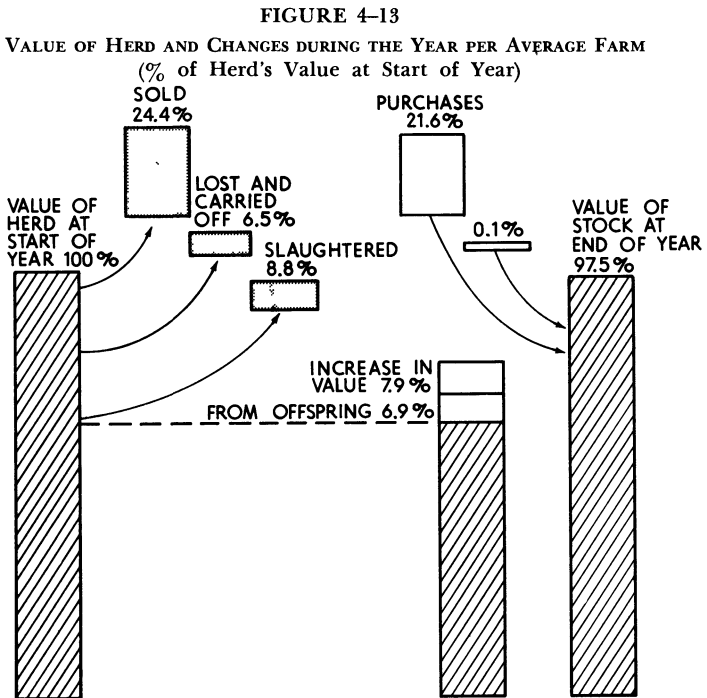 FIGURE 4–13
VALUE OF HERD AND CHANGES DURING THE YEAR PER AVERAGE FARM
(% of Herd's Value at Start of Year)
SOLD
24.4%
PURCHASES
21.6%
LOST AND
CARRIED
OFF 6.5%
VALUE OF
HERD AT
START OF
YEAR 100%
SLAUGHTERED
8.8%
0.1%
VALUE OF
STOCK AT
END OF YEAR
97.5%
INCREASE IN
VALUE 7.9%
FROM OFFSPRING 6.9%